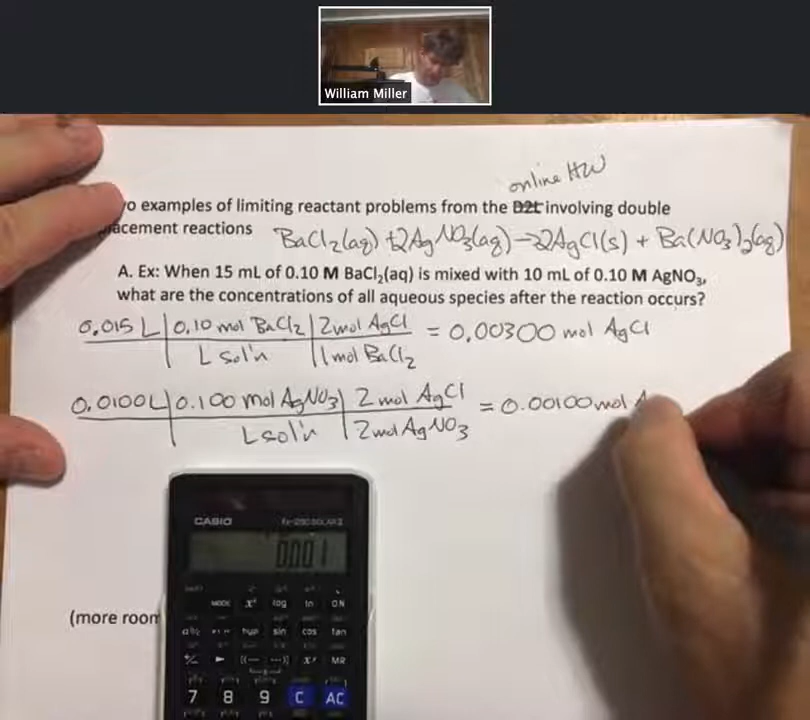 William Miller
online HW
o examples of limiting reactant problems from the D2L involving double
acement reactions BaCl₂(aq) + 2AgNO₃(aq) → 2AgCl(s) + Ba(NO₃)₂(aq)
A. Ex: When 15 mL of 0.10 M BaCl₂(aq) is mixed with 10 mL of 0.10 M AgNO₃,
what are the concentrations of all aqueous species after the reaction occurs?
0.015 L | 0.10 mol BaCl₂ | 2 mol AgCl = 0.00300 mol AgCl
L sol'n | 1 mol BaCl₂
0.0100 L | 0.100 mol AgNO₃ | 2 mol AgCl = 0.00100 mol A
L sol'n | 2 mol AgNO₃
CASIO
0.001
(more room
MODE log ln ON
hyp sin cos tan
MR
7 8 9 C AC